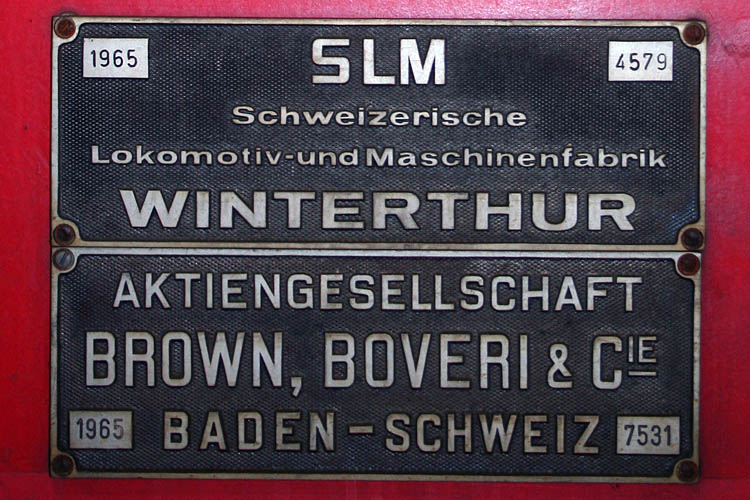 1965 SLM 4579
Schweizerische
Lokomotiv-und Maschinenfabrik
WINTERTHUR
AKTIENGESELLSCHAFT
BROWN, BOVERI & CIE
1965 BADEN-SCHWEIZ 7531